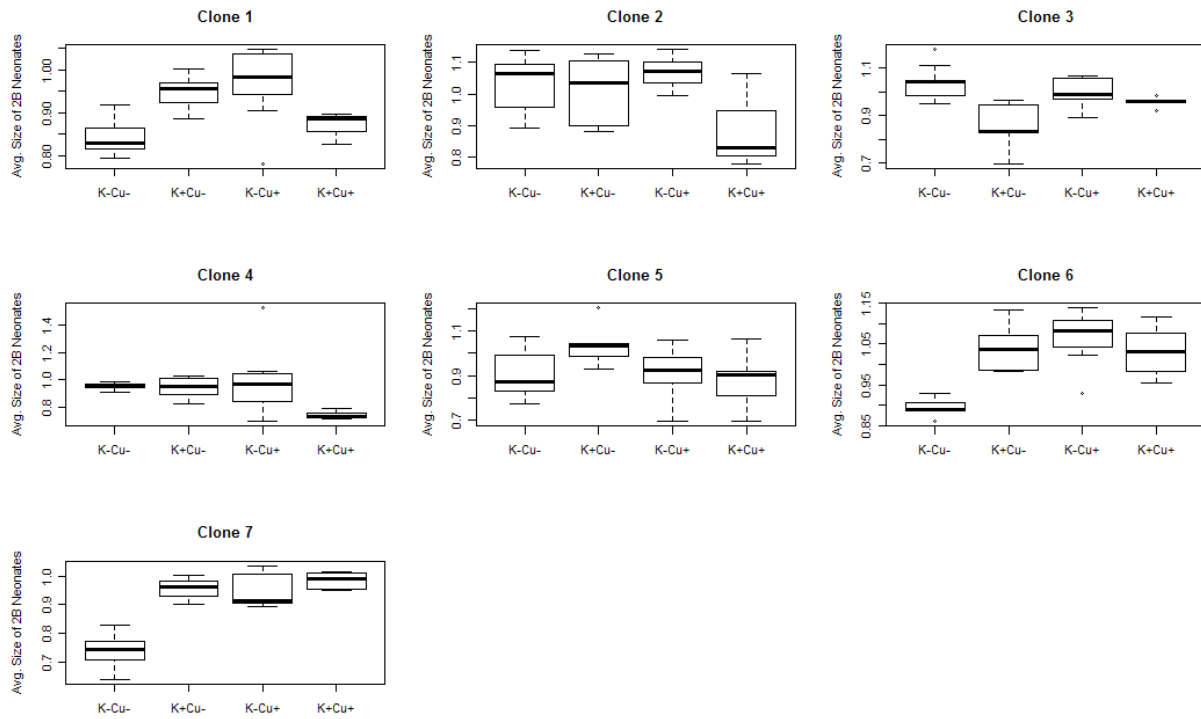 Clone 1
Avg. Size of 2B Neonates
0.80 0.90 1.00
K−Cu− K+Cu− K−Cu+ K+Cu+
Clone 2
Avg. Size of 2B Neonates
0.8 0.9 1.0 1.1
K−Cu− K+Cu− K−Cu+ K+Cu+
Clone 3
Avg. Size of 2B Neonates
0.7 0.9 1.1
K−Cu− K+Cu− K−Cu+ K+Cu+
Clone 4
Avg. Size of 2B Neonates
0.8 1.0 1.2 1.4
K−Cu− K+Cu− K−Cu+ K+Cu+
Clone 5
Avg. Size of 2B Neonates
0.7 0.9 1.1
K−Cu− K+Cu− K−Cu+ K+Cu+
Clone 6
Avg. Size of 2B Neonates
0.85 0.95 1.05 1.15
K−Cu− K+Cu− K−Cu+ K+Cu+
Clone 7
Avg. Size of 2B Neonates
0.7 0.8 0.9 1.0
K−Cu− K+Cu− K−Cu+ K+Cu+